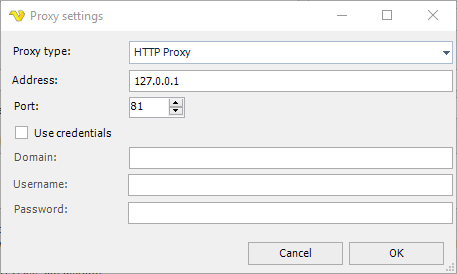 Proxy settings
Proxy type: HTTP Proxy
Address: 127.0.0.1
Port: 81
Use credentials
Domain:
Username:
Password:
Cancel OK